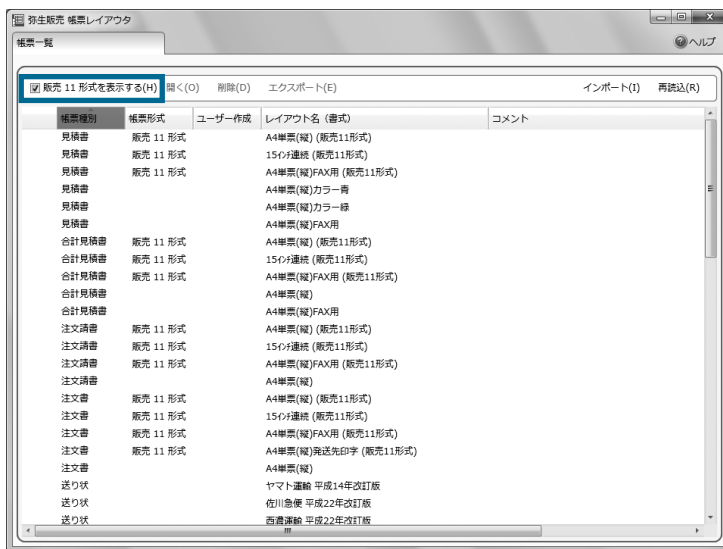 弥生販売 帳票レイアウタ
帳票一覧
ヘルプ
販売 11 形式を表示する(H) 開く(O) 削除(D) エクスポート(E) インポート(I) 再読込(R)
帳票種別 帳票形式 ユーザー作成 レイアウト名（書式） コメント
見積書 販売 11 形式 A4単票(縦) (販売11形式)
見積書 販売 11 形式 15インチ連続 (販売11形式)
見積書 販売 11 形式 A4単票(縦)FAX用 (販売11形式)
見積書 A4単票(縦)カラー青
見積書 A4単票(縦)カラー緑
見積書 A4単票(縦)FAX用
合計見積書 販売 11 形式 A4単票(縦) (販売11形式)
合計見積書 販売 11 形式 15インチ連続 (販売11形式)
合計見積書 販売 11 形式 A4単票(縦)FAX用 (販売11形式)
合計見積書 A4単票(縦)
合計見積書 A4単票(縦)FAX用
注文請書 販売 11 形式 A4単票(縦) (販売11形式)
注文請書 販売 11 形式 15インチ連続 (販売11形式)
注文請書 販売 11 形式 A4単票(縦)FAX用 (販売11形式)
注文請書 A4単票(縦)
注文書 販売 11 形式 A4単票(縦) (販売11形式)
注文書 販売 11 形式 15インチ連続 (販売11形式)
注文書 販売 11 形式 A4単票(縦)FAX用 (販売11形式)
注文書 販売 11 形式 A4単票(縦)発送先印字 (販売11形式)
注文書 A4単票(縦)
送り状 ヤマト運輸 平成14年改訂版
送り状 佐川急便 平成22年改訂版
送り状 西濃運輸 平成22年改訂版